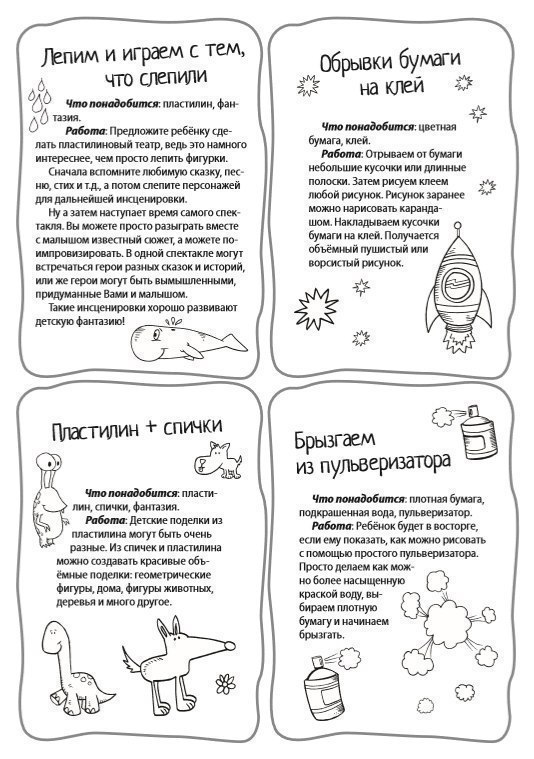 Лепим и играем с тем,
что слепили
Что понадобится: пластилин, фан-
тазия.
Работа: Предложите ребёнку сде-
лать пластилиновый театр, ведь это намного
интереснее, чем просто лепить фигурки.
Сначала вспомните любимую сказку, пес-
ню, стих и т.д., а потом слепите персонажей
для дальнейшей инсценировки.
Ну а затем наступает время самого спек-
такля. Вы можете просто разыграть вместе
с малышом известный сюжет, а можете по-
импровизировать. В одной спектакле могут
встречаться герои разных сказок и историй,
или же герои могут быть вымышленными,
придуманные Вами и малышом.
Такие инсценировки хорошо развивают
детскую фантазию!
Обрывки бумаги
на клей
Что понадобится: цветная
бумага, клей.
Работа: Отрываем от бумаги
небольшие кусочки или длинные
полоски. Затем рисуем клеем
любой рисунок. Рисунок заранее
можно нарисовать каранда-
шом. Накладываем кусочки
бумаги на клей. Получается
объёмный пушистый или
ворсистый рисунок.
Пластилин + спички
Что понадобится: пласти-
лин, спички, фантазия.
Работа: Детские поделки из
пластилина могут быть очень
разные. Из спичек и пластилина
можно создавать красивые объ-
ёмные поделки: геометрические
фигуры, дома, фигуры животных,
деревья и много другое.
Брызгаем
из пульверизатора
Что понадобится: плотная бумага,
подкрашенная вода, пульверизатор.
Работа: Ребёнок будет в восторге,
если ему показать, как можно рисовать
с помощью простого пульверизатора.
Просто делаем как мож-
но более насыщенную
краской воду, вы-
бираем плотную
бумагу и начинаем
брызгать.